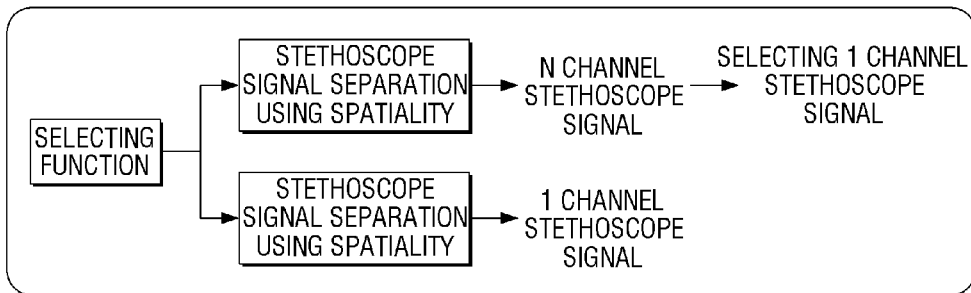 SELECTING
FUNCTION
STETHOSCOPE
SIGNAL SEPARATION
USING SPATIALITY
N CHANNEL
STETHOSCOPE
SIGNAL
SELECTING 1 CHANNEL
STETHOSCOPE
SIGNAL
STETHOSCOPE
SIGNAL SEPARATION
USING SPATIALITY
1 CHANNEL
STETHOSCOPE
SIGNAL